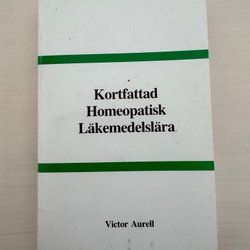 Kortfattad
Homeopatisk
Läkemedelslära
Victor Aurell